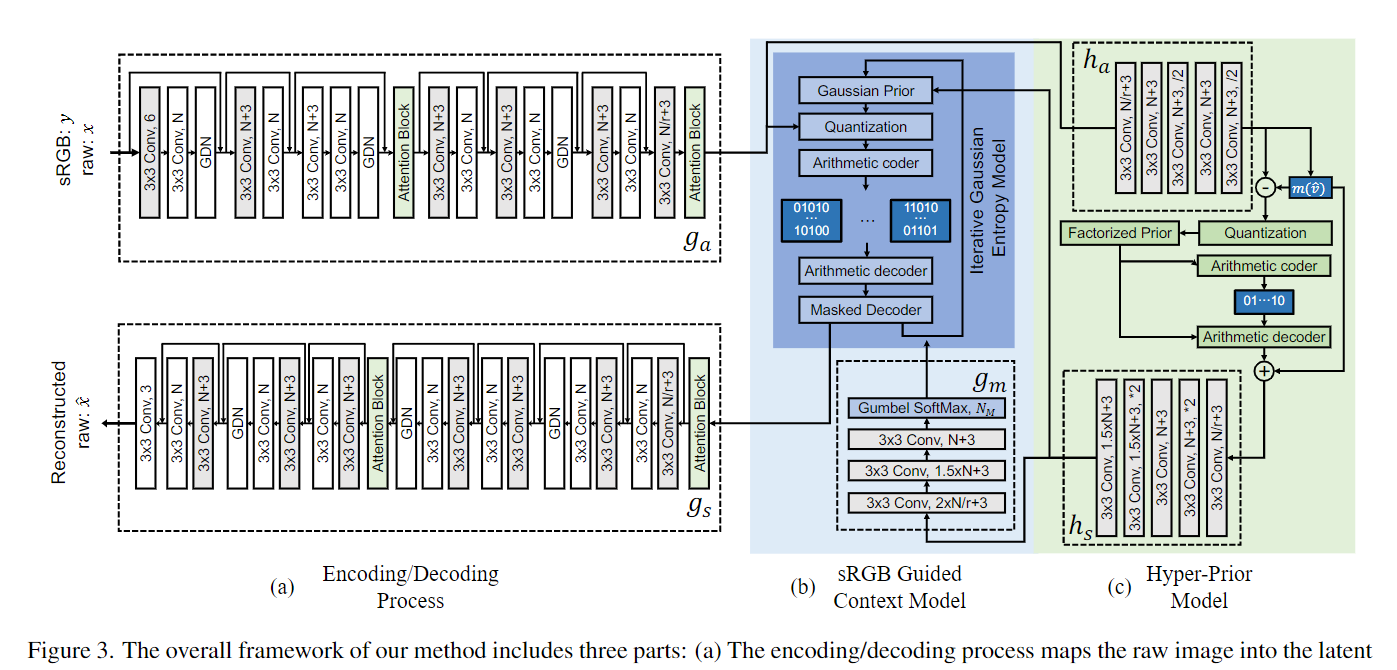 sRGB: y
raw: x
3x3 Conv, 6
3x3 Conv, N
GDN
3x3 Conv, N+3
3x3 Conv, N
3x3 Conv, N+3
3x3 Conv, N
GDN
Attention Block
3x3 Conv, N+3
3x3 Conv, N
3x3 Conv, N+3
3x3 Conv, N
GDN
3x3 Conv, N+3
3x3 Conv, N
3x3 Conv, N/r+3
Attention Block
g_a
Reconstructed
raw: x̂
3x3 Conv, 3
3x3 Conv, N
3x3 Conv, N+3
GDN
3x3 Conv, N
3x3 Conv, N+3
3x3 Conv, N
3x3 Conv, N+3
Attention Block
GDN
3x3 Conv, N
3x3 Conv, N+3
3x3 Conv, N
3x3 Conv, N+3
GDN
3x3 Conv, N
3x3 Conv, N+3
3x3 Conv, N
3x3 Conv, N/r+3
Attention Block
g_s
(a)
Encoding/Decoding
Process
Gaussian Prior
Quantization
Arithmetic coder
01010
...
10100
...
11010
...
01101
Arithmetic decoder
Masked Decoder
Iterative Gaussian
Entropy Model
g_m
Gumbel SoftMax, N_M
3x3 Conv, N+3
3x3 Conv, 1.5xN+3
3x3 Conv, 2xN/r+3
(b)
sRGB Guided
Context Model
h_a
3x3 Conv, N/r+3
3x3 Conv, N+3
3x3 Conv, N+3, /2
3x3 Conv, N+3
3x3 Conv, N+3, /2
-
m(v̂)
Factorized Prior
Quantization
Arithmetic coder
01···10
Arithmetic decoder
+
3x3 Conv, 1.5xN+3
3x3 Conv, 1.5xN+3, *2
3x3 Conv, N+3
3x3 Conv, N+3, *2
3x3 Conv, N/r+3
h_s
(c)
Hyper-Prior
Model
Figure 3. The overall framework of our method includes three parts: (a) The encoding/decoding process maps the raw image into the latent